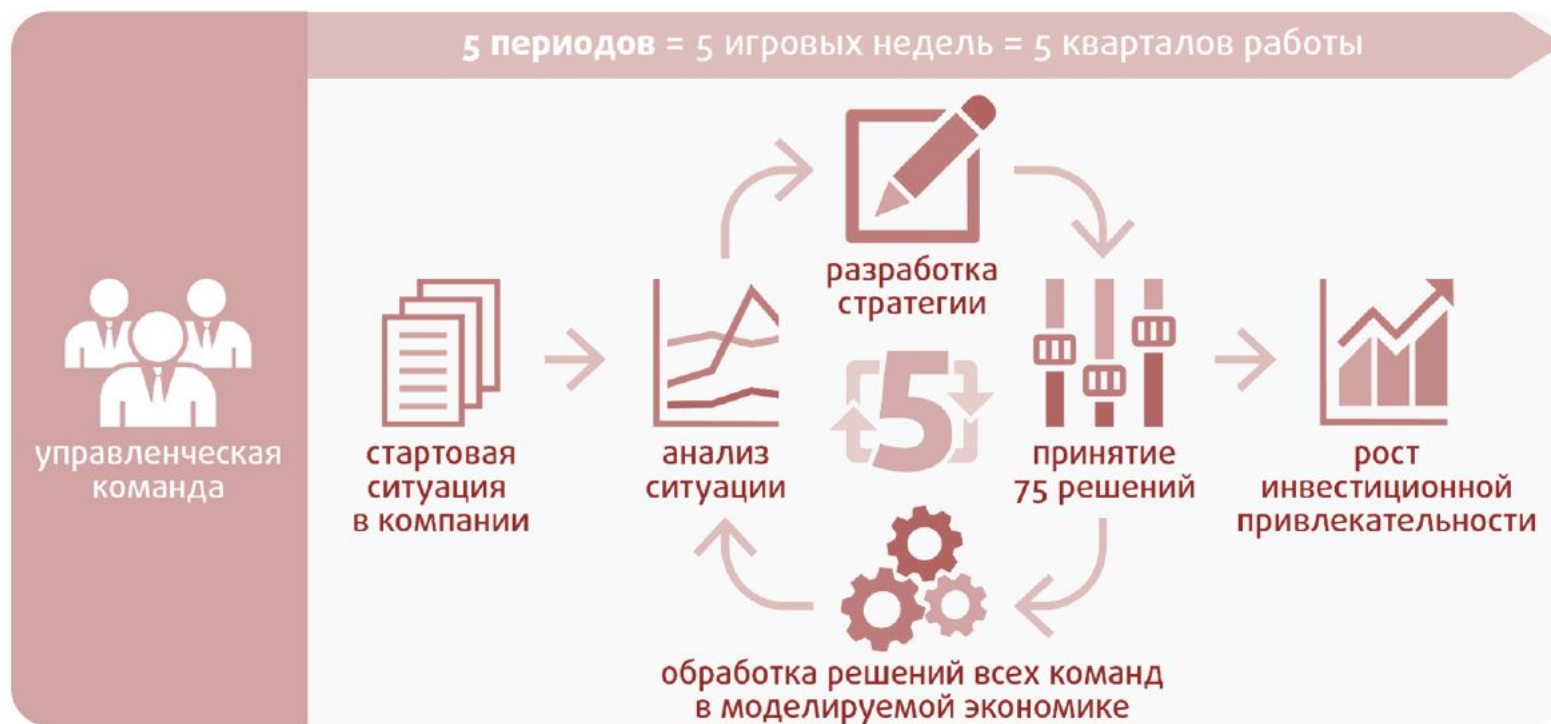 5 периодов = 5 игровых недель = 5 кварталов работы
управленческая
команда
стартовая
ситуация
в компании
анализ
ситуации
разработка
стратегии
5
принятие
75 решений
рост
инвестиционной
привлекательности
обработка решений всех команд
в моделируемой экономике